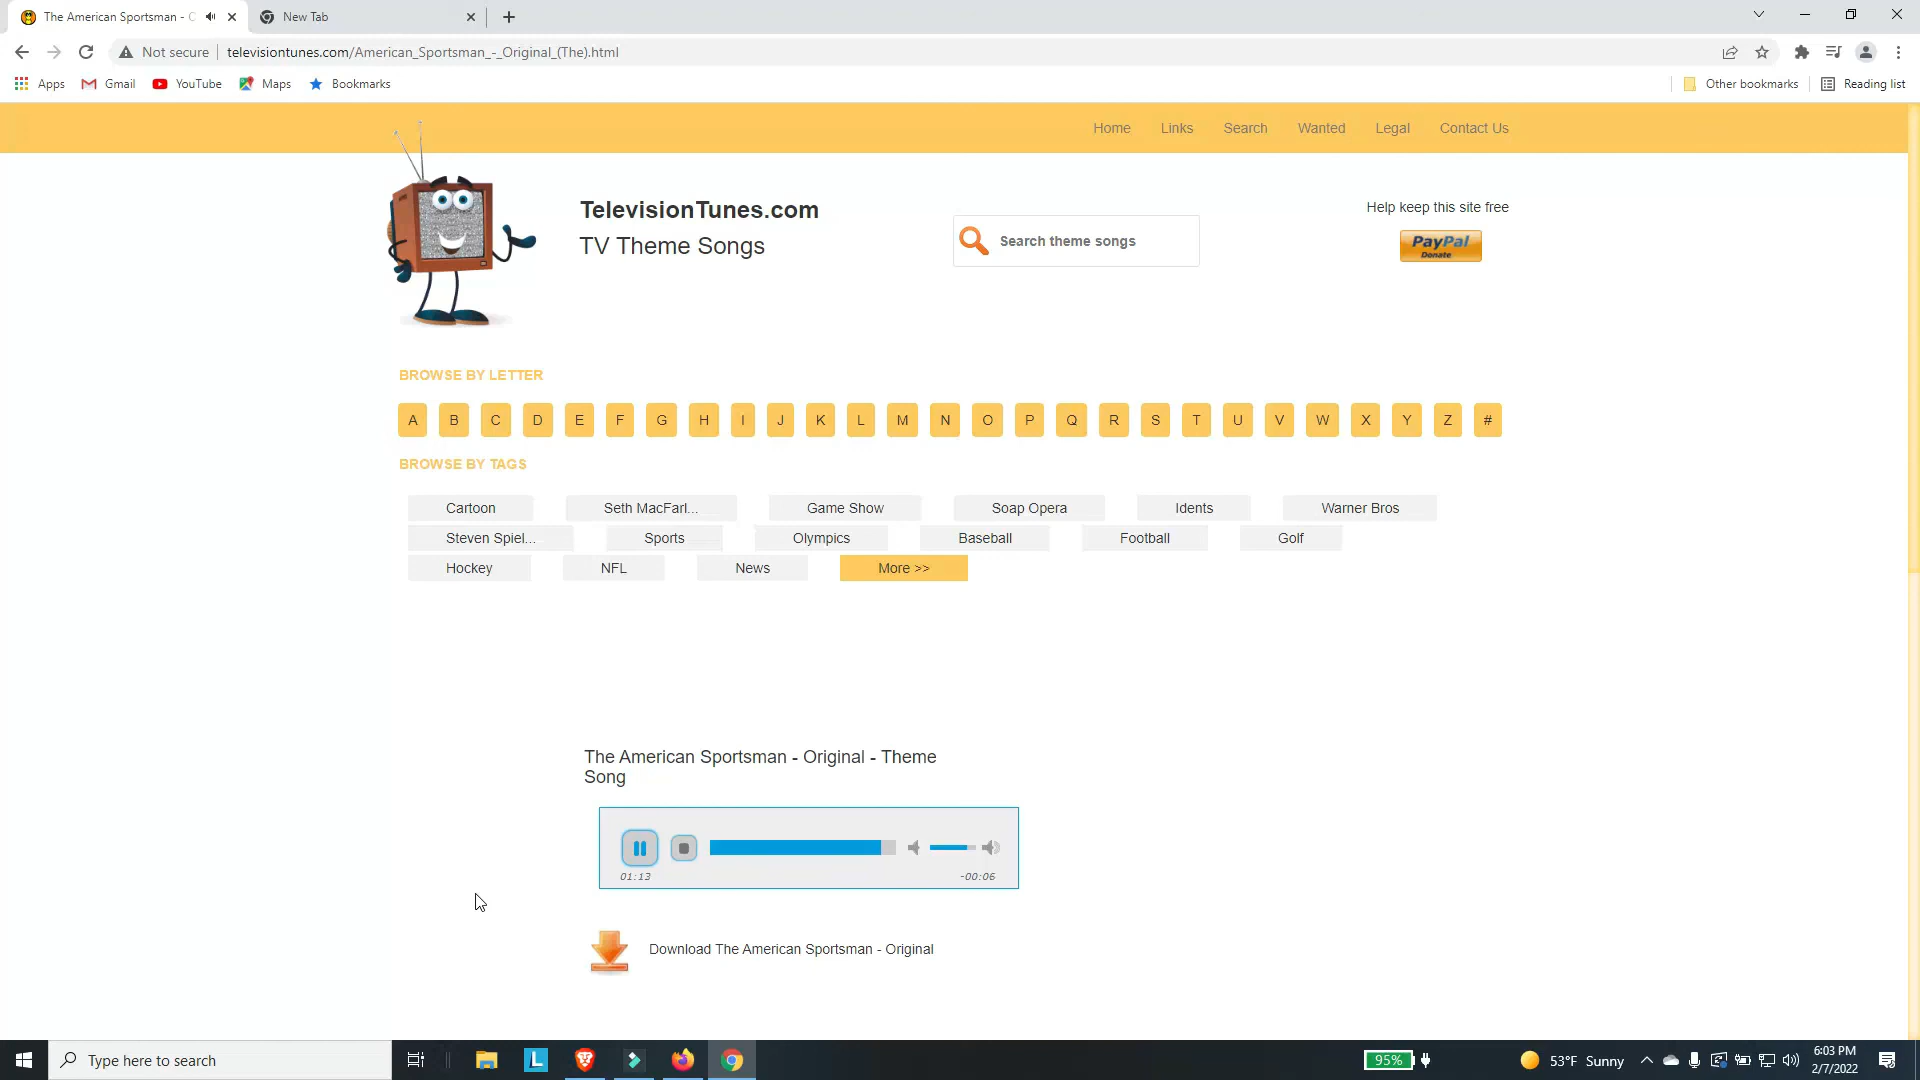 The American Sportsman - 
New Tab
Not secure televisiontunes.com/American_Sportsman_-_Original_(The).html
Apps Gmail YouTube Maps Bookmarks Other bookmarks Reading list
Home Links Search Wanted Legal Contact Us
TelevisionTunes.com
TV Theme Songs
Search theme songs
Help keep this site free
PayPal
Donate
BROWSE BY LETTER
A B C D E F G H I J K L M N O P Q R S T U V W X Y Z #
BROWSE BY TAGS
Cartoon Seth MacFarl... Game Show Soap Opera Idents Warner Bros
Steven Spiel... Sports Olympics Baseball Football Golf
Hockey NFL News More >>
The American Sportsman - Original - Theme
Song
01:13 -00:06
Download The American Sportsman - Original
Type here to search
L
95%
53°F Sunny
6:03 PM
2/7/2022